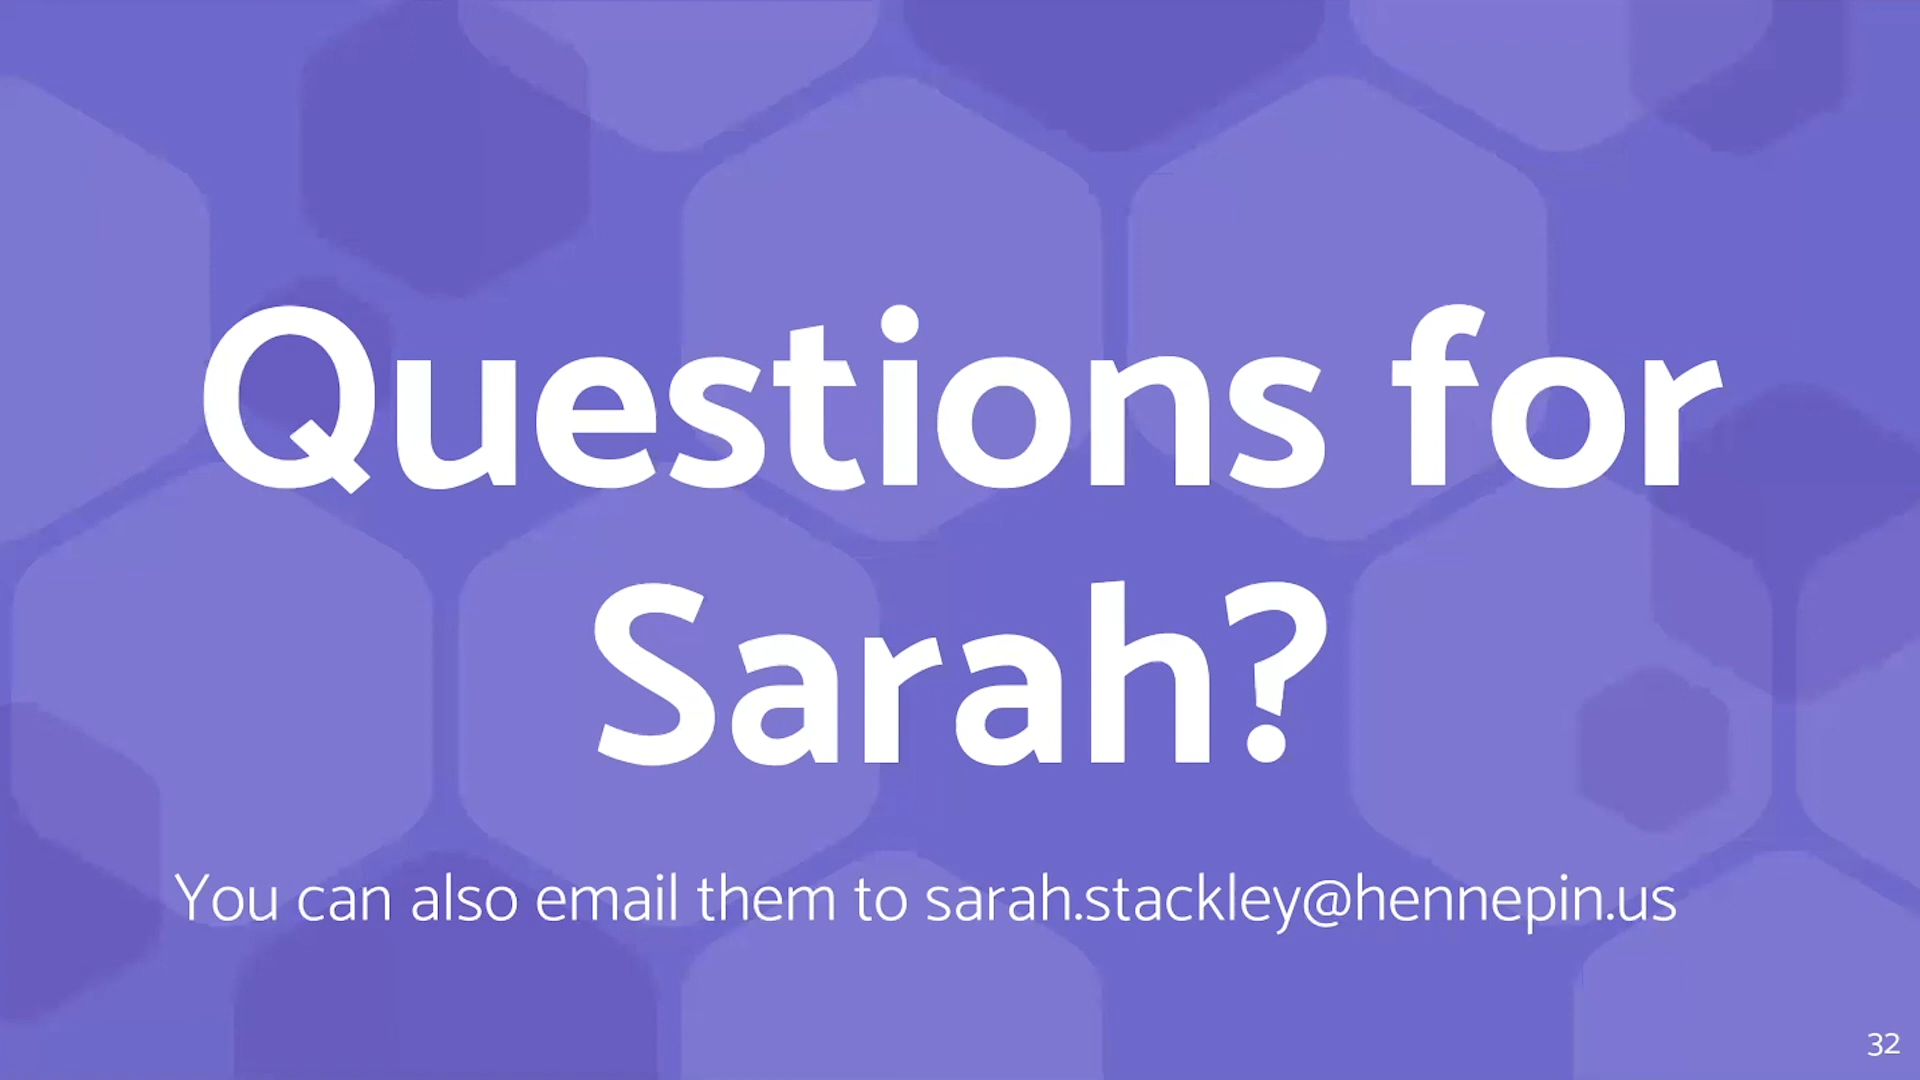 Questions for
Sarah?
You can also email them to sarah.stackley@hennepin.us
32